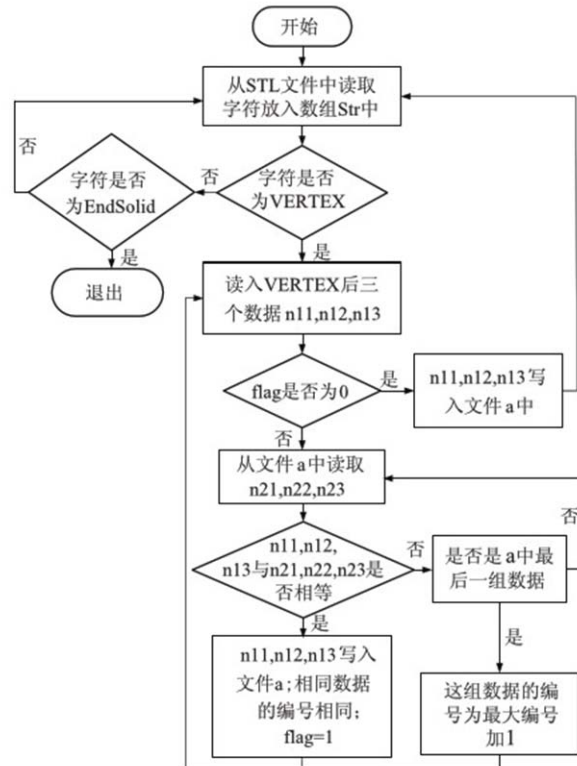 开始
从STL文件中读取
字符放入数组Str中
否
字符是否
为EndSolid
否
字符是否
为VERTEX
是
是
退出
读入VERTEX后三
个数据n11,n12,n13
flag是否为0
是
n11,n12,n13写
入文件a中
否
从文件a中读取
n21,n22,n23
否
n11,n12,
n13与n21,n22,n23是
否相等
否
是否是a中最
后一组数据
是
是
n11,n12,n13写入
文件a;相同数据
的编号相同;
flag=1
这组数据的编
号为最大编号
加1